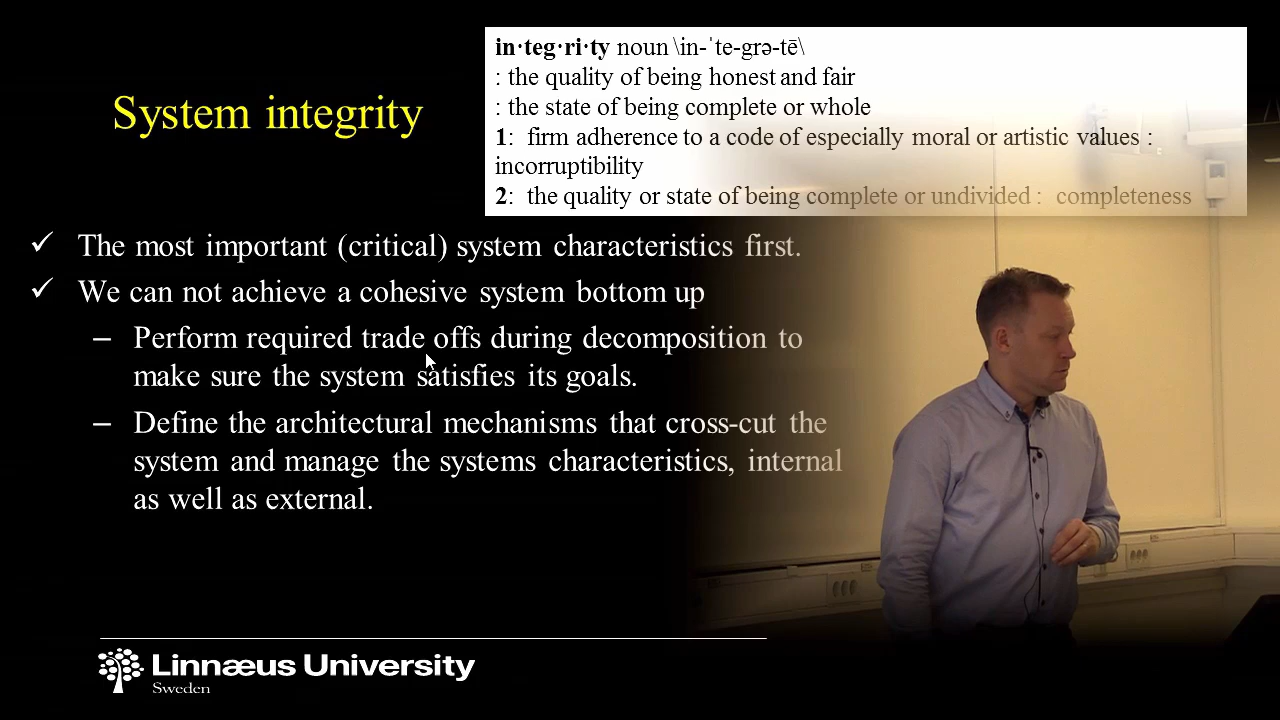 System integrity
in·teg·ri·ty noun \in-ˈte-grə-tē\
: the quality of being honest and fair
: the state of being complete or whole
1: firm adherence to a code of especially moral or artistic values :
incorruptibility
2: the quality or state of being complete or undivided : completeness
✓ The most important (critical) system characteristics first.
✓ We can not achieve a cohesive system bottom up
– Perform required trade offs during decomposition to
make sure the system satisfies its goals.
– Define the architectural mechanisms that cross-cut the
system and manage the systems characteristics, internal
as well as external.
Linnæus University
Sweden